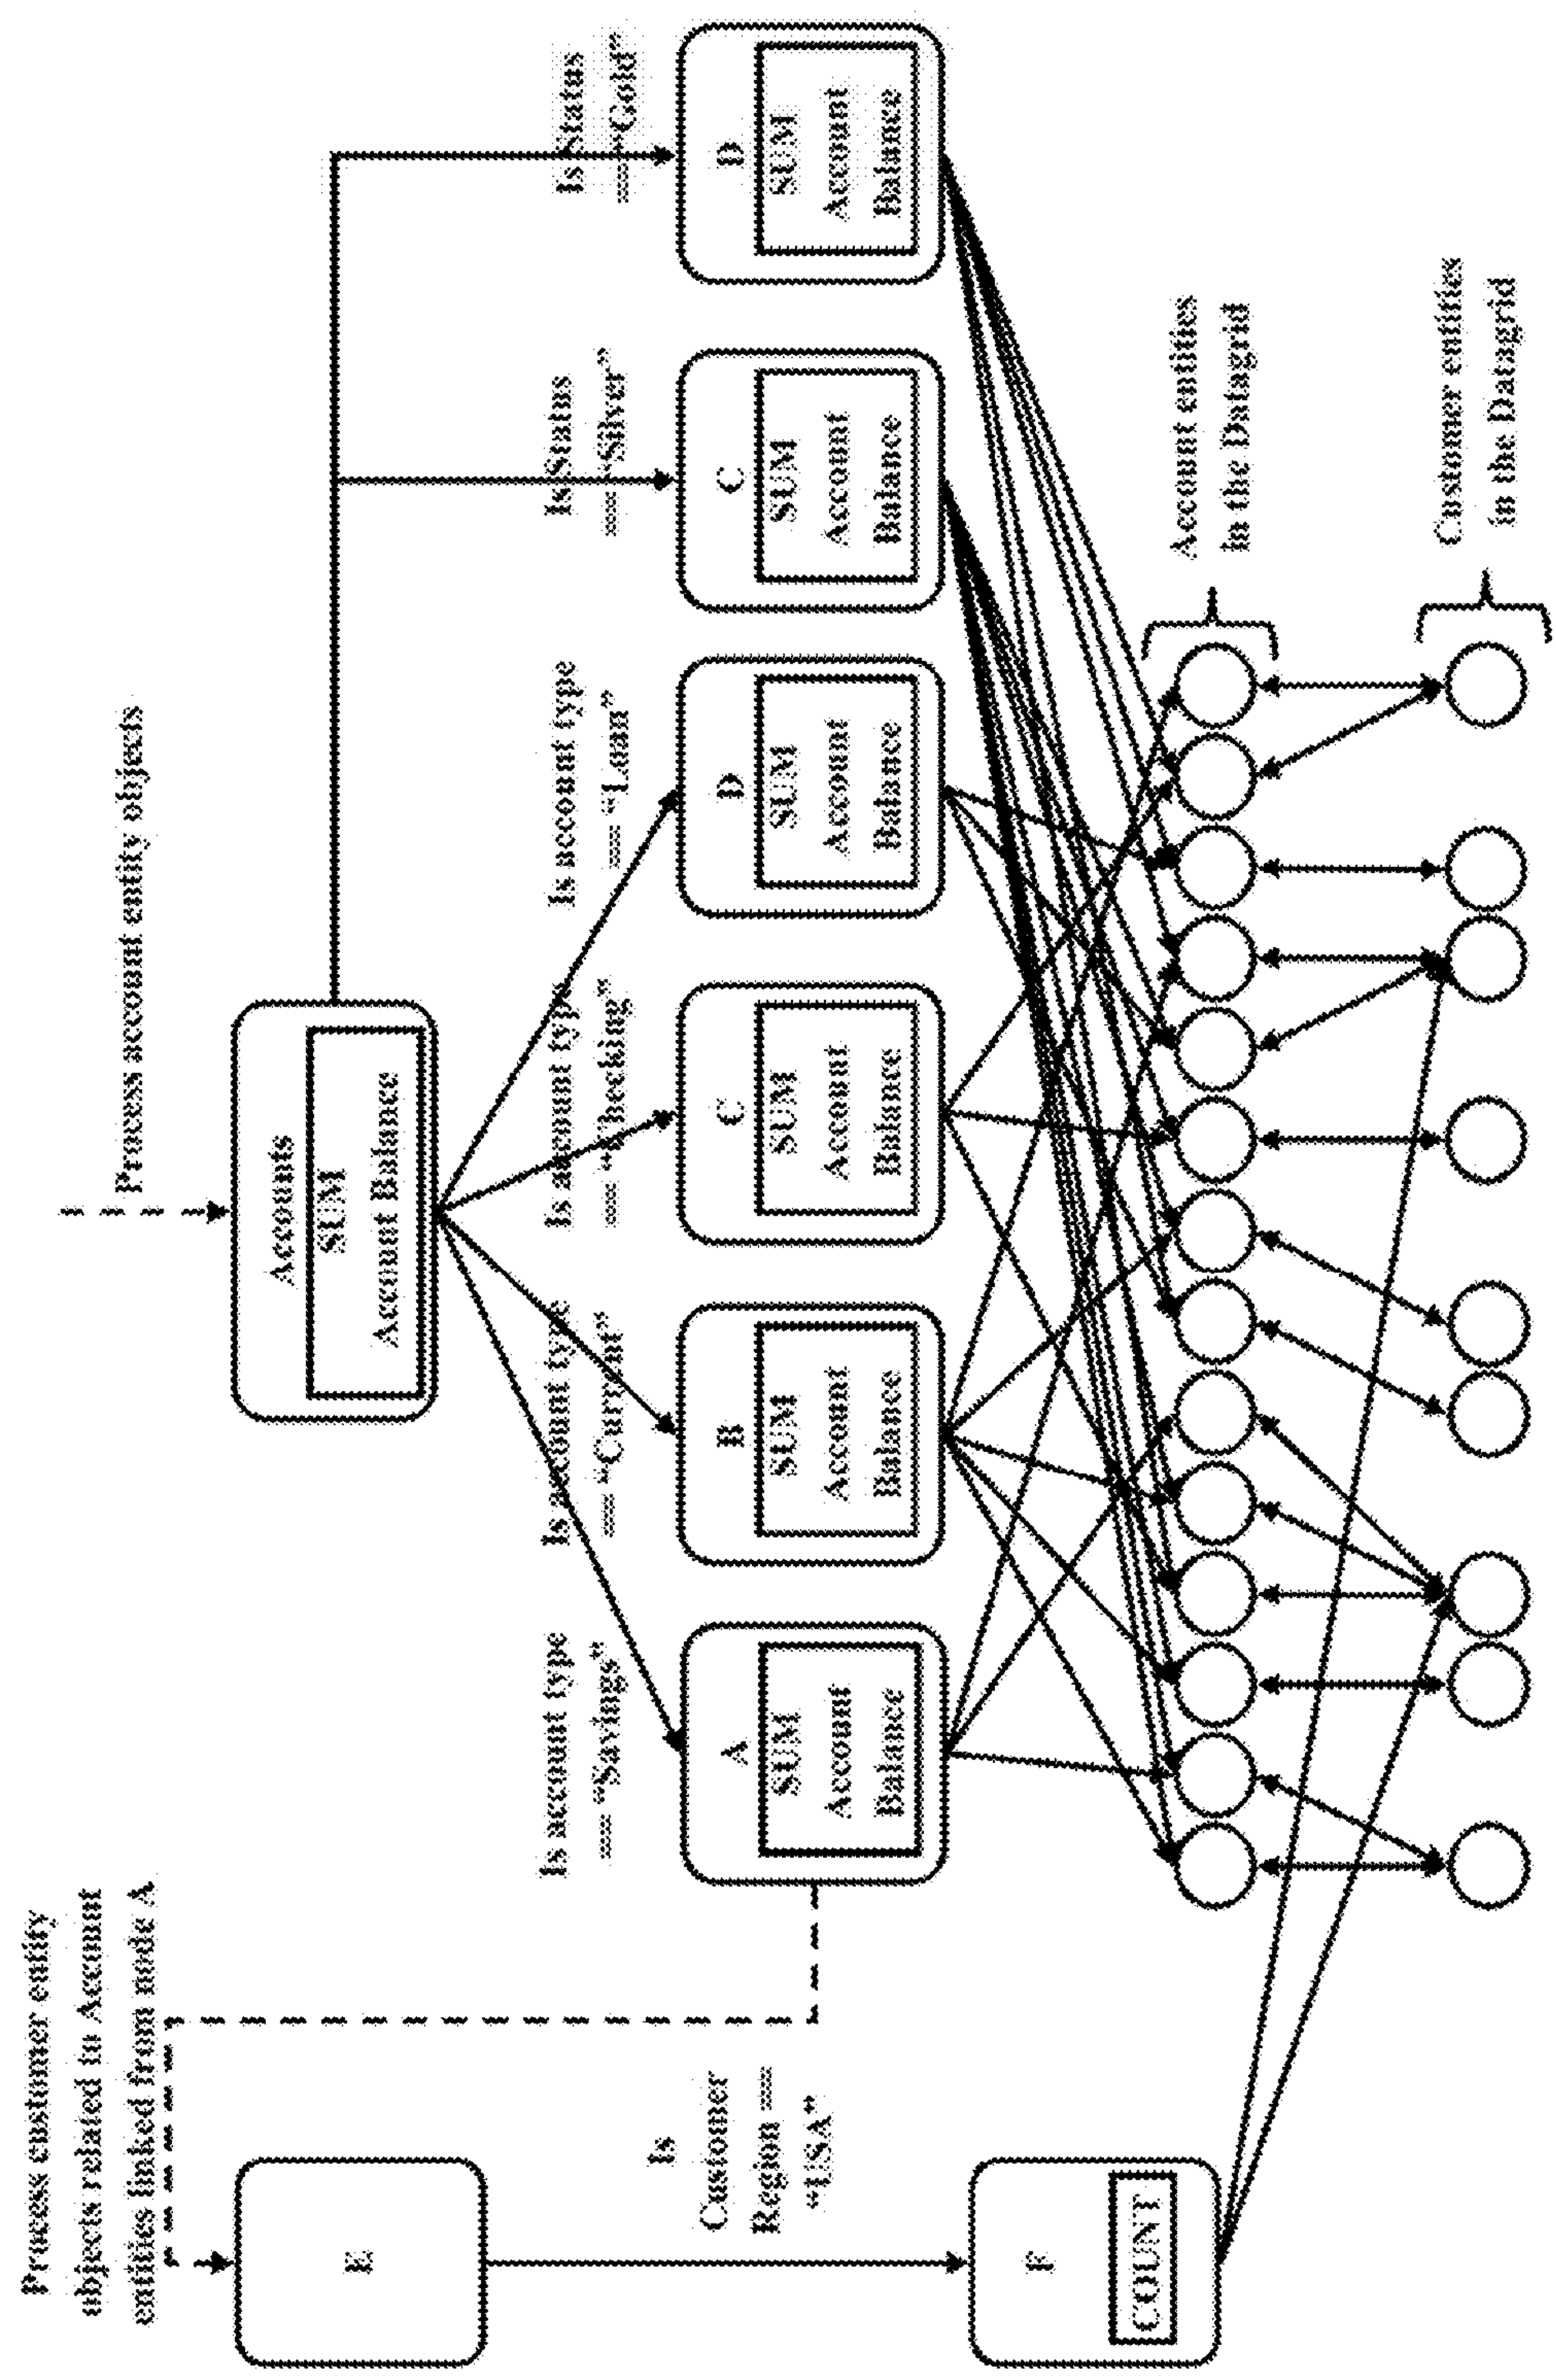 Process customer entity
objects related to Account
entities linked from node A
Process account entity objects
Accounts
SUM
Account Balance
E
Is
Customer
Region ==
“USA”
F
COUNT
Is account type
== “Savings”
Is account type
== “Current”
Is account type
== “Checking”
Is account type
== “Loan”
Is Status
== “Silver”
Is Status
== “Gold”
A
SUM
Account
Balance
B
SUM
Account
Balance
C
SUM
Account
Balance
D
SUM
Account
Balance
C
SUM
Account
Balance
D
SUM
Account
Balance
Account entities
in the Datagrid
Customer entities
in the Datagrid